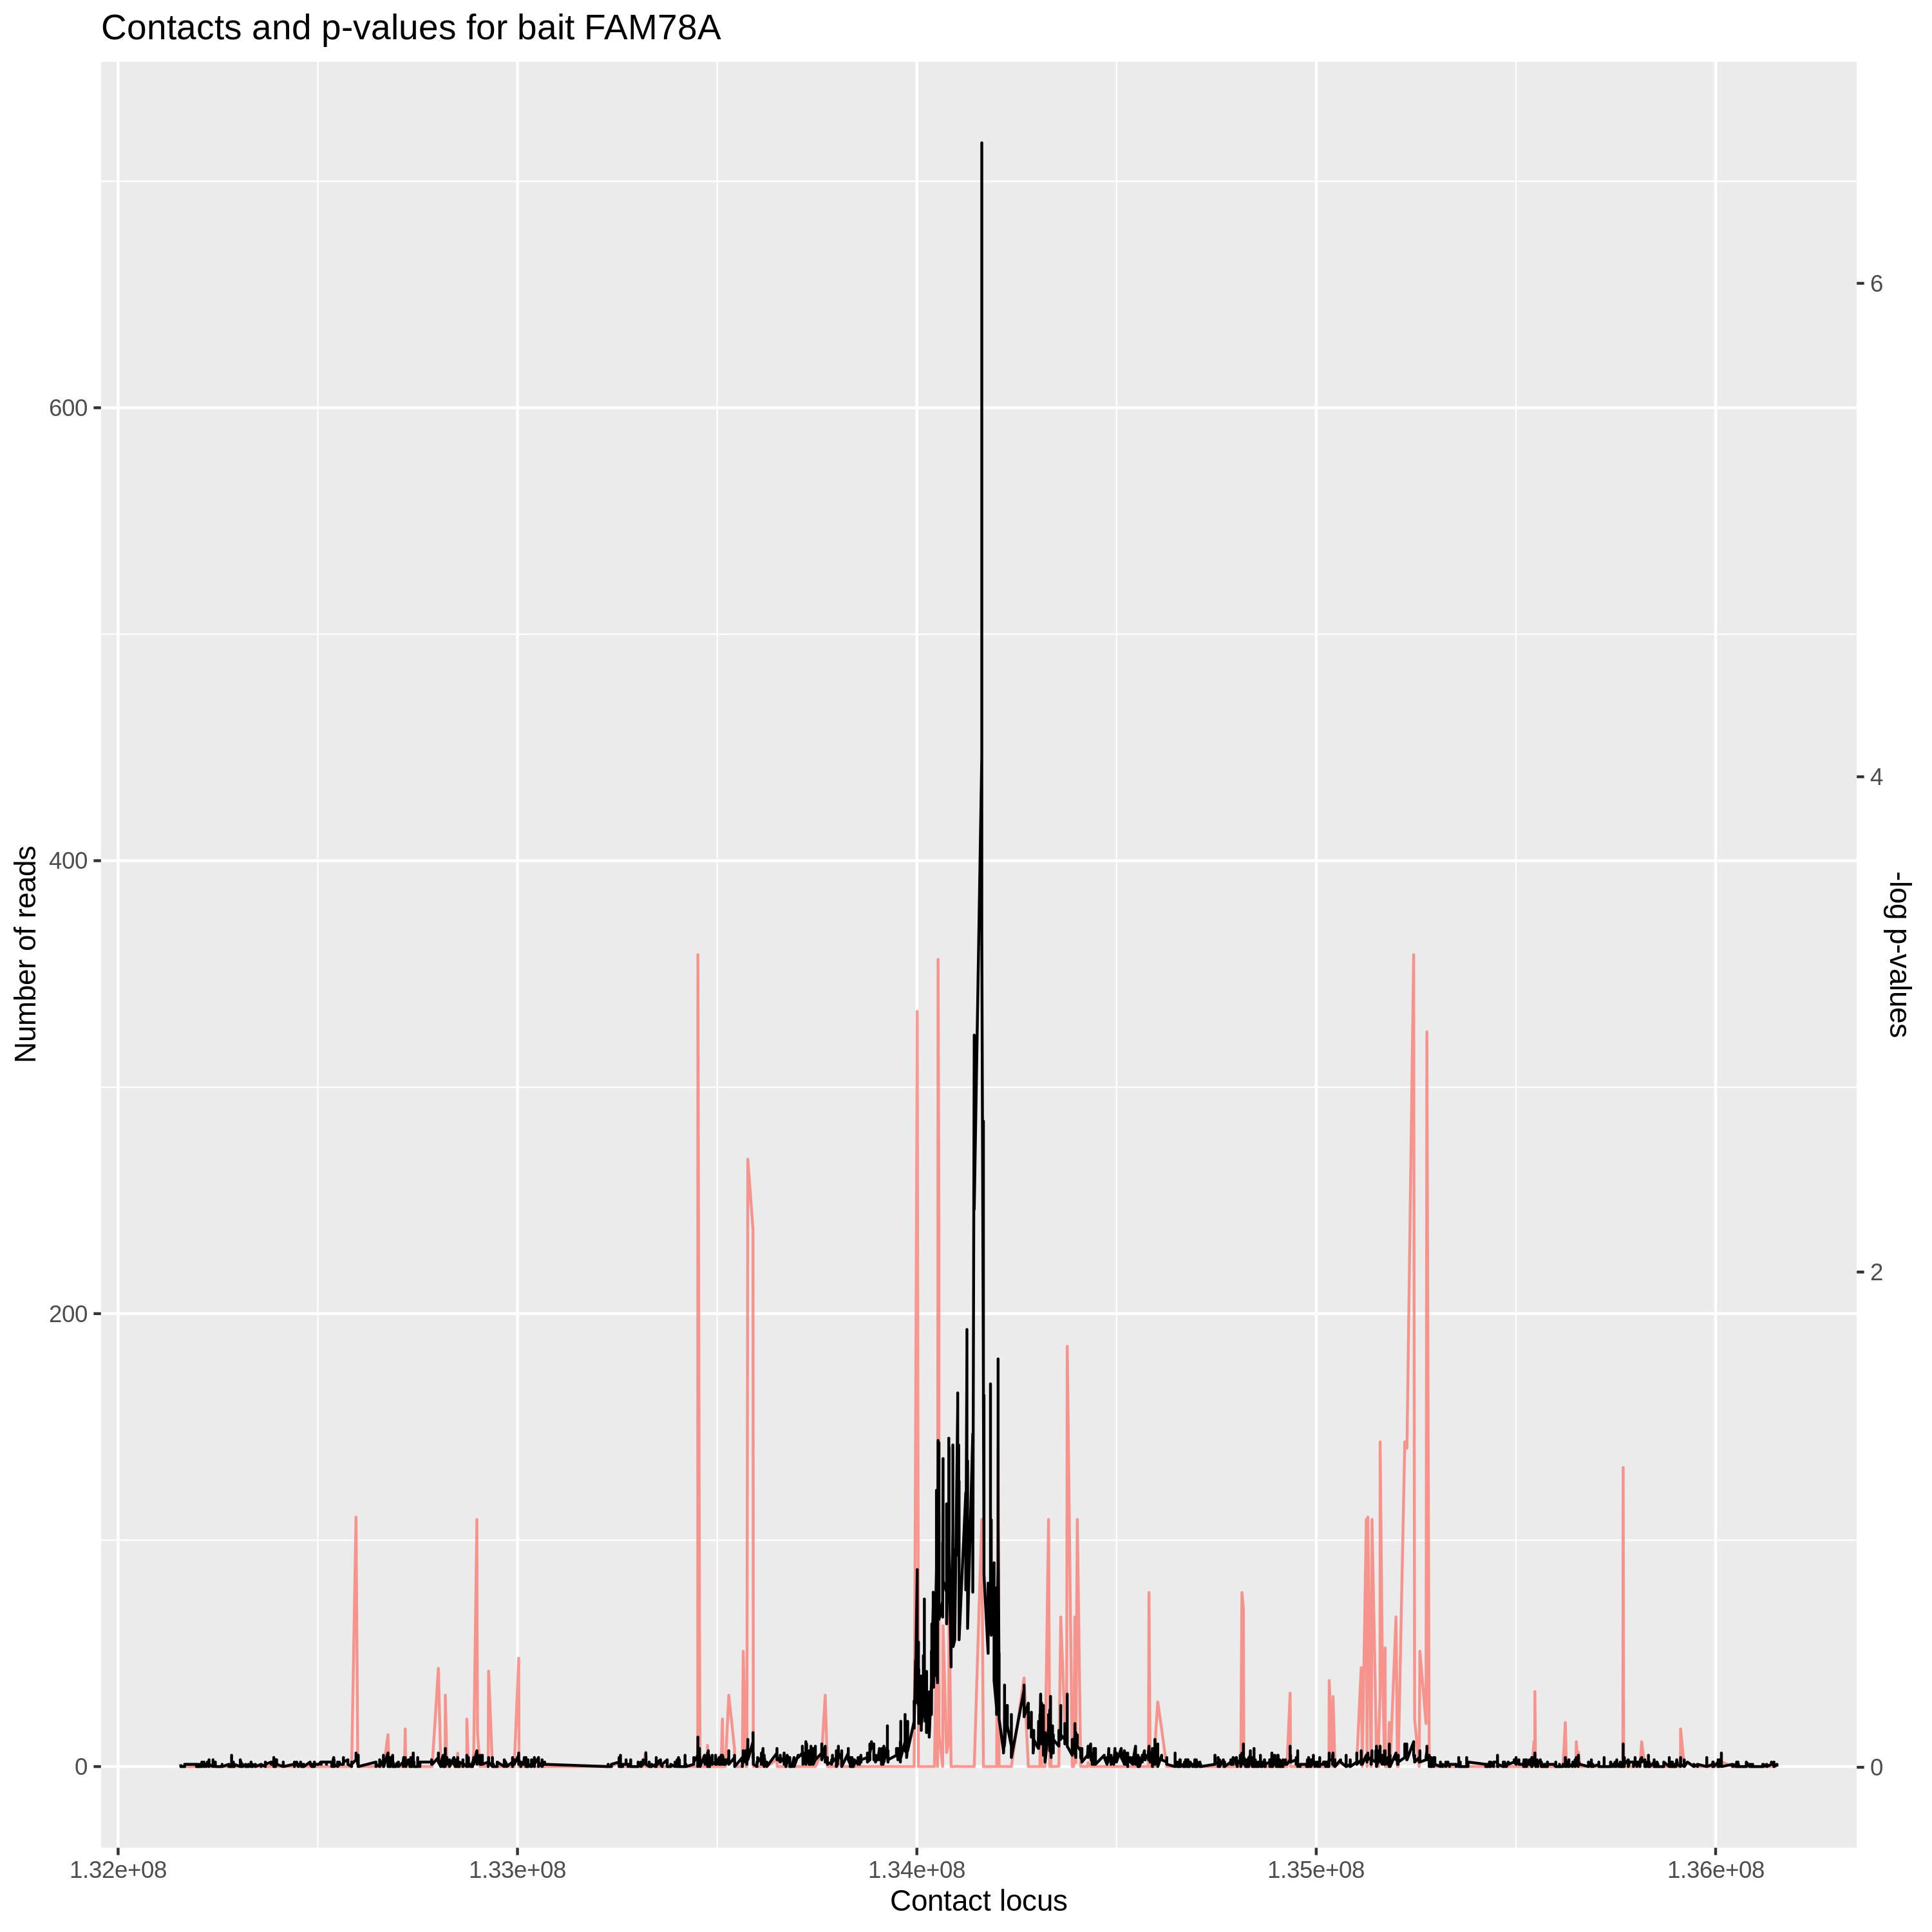 Contacts and p-values for bait FAM78A
Number of reads
600
400
200
0
6
4
2
0
-log p-values
1.32e+08
1.33e+08
1.34e+08
1.35e+08
1.36e+08
Contact locus